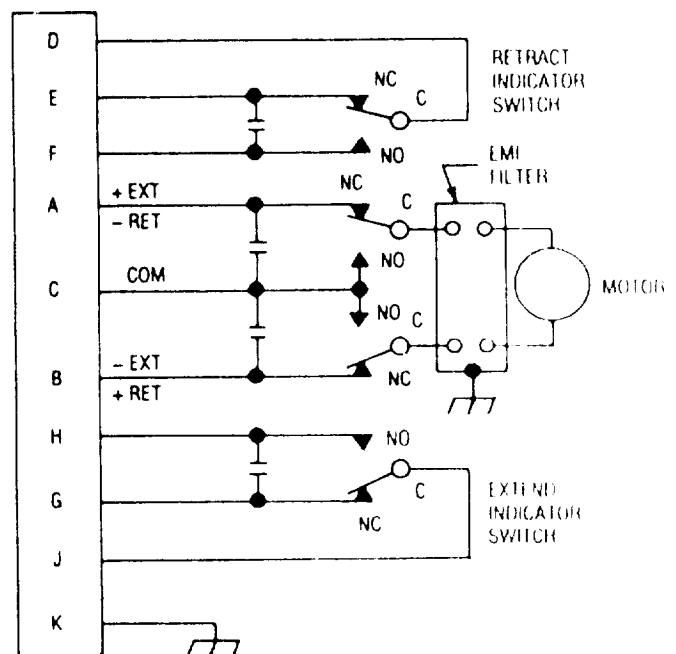 D
RETRACT
INDICATOR
SWITCH
NC
C
E
F
NO
EMI
FILTER
NC
C
A
+ EXT
– RET
NO
C
COM
MOTOR
NO
C
– EXT
B
+ RET
NC
H
NO
G
C
EXTEND
INDICATOR
SWITCH
NC
J
K